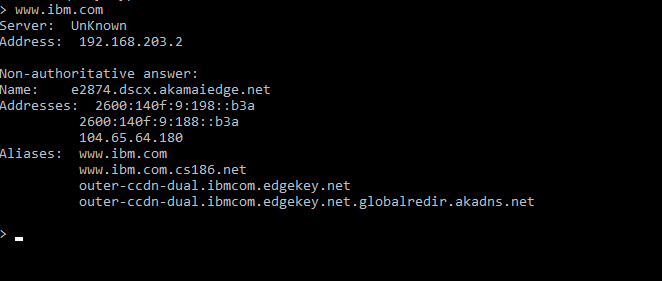 > www.ibm.com
Server:  UnKnown
Address:  192.168.203.2

Non-authoritative answer:
Name:    e2874.dscx.akamaiedge.net
Addresses:  2600:140f:9:198::b3a
          2600:140f:9:188::b3a
          104.65.64.180
Aliases:  www.ibm.com
          www.ibm.com.cs186.net
          outer-ccdn-dual.ibmcom.edgekey.net
          outer-ccdn-dual.ibmcom.edgekey.net.globalredir.akadns.net

>